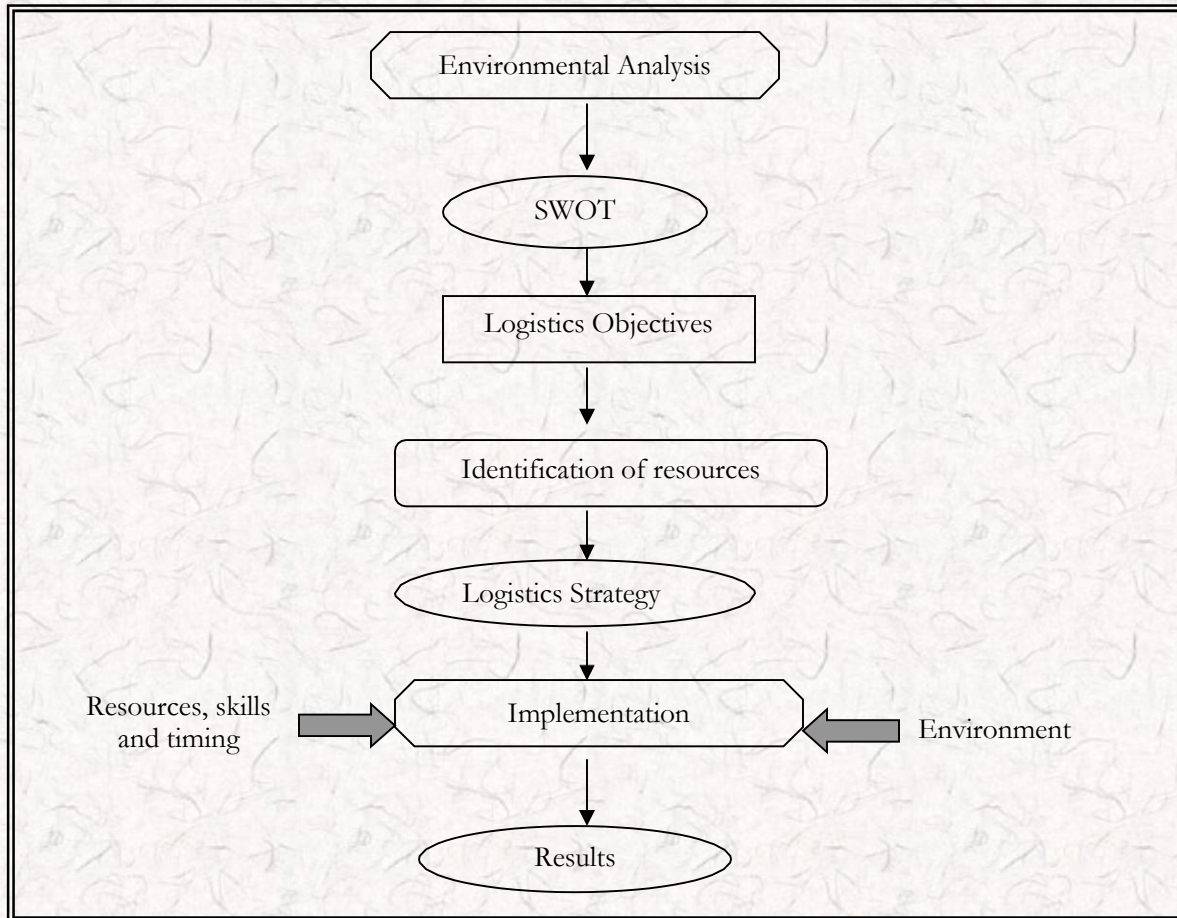 Environmental Analysis
SWOT
Logistics Objectives
Identification of resources
Logistics Strategy
Resources, skills
and timing
Implementation
Environment
Results